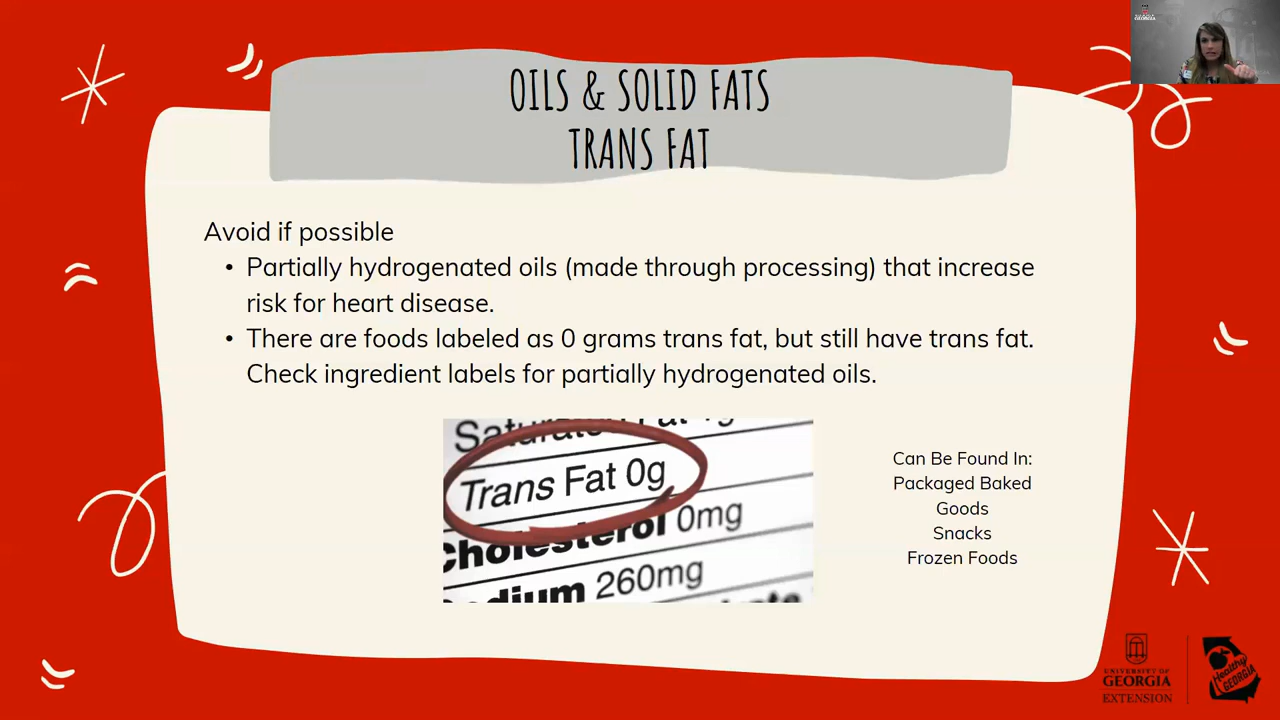 OILS & SOLID FATS
TRANS FAT
Avoid if possible
• Partially hydrogenated oils (made through processing) that increase
risk for heart disease.
• There are foods labeled as 0 grams trans fat, but still have trans fat.
Check ingredient labels for partially hydrogenated oils.
Trans Fat 0g
Cholesterol 0mg
260mg
Can Be Found In:
Packaged Baked
Goods
Snacks
Frozen Foods
UNIVERSITY OF
GEORGIA
EXTENSION
Healthy
GEORGIA
GEORGIA